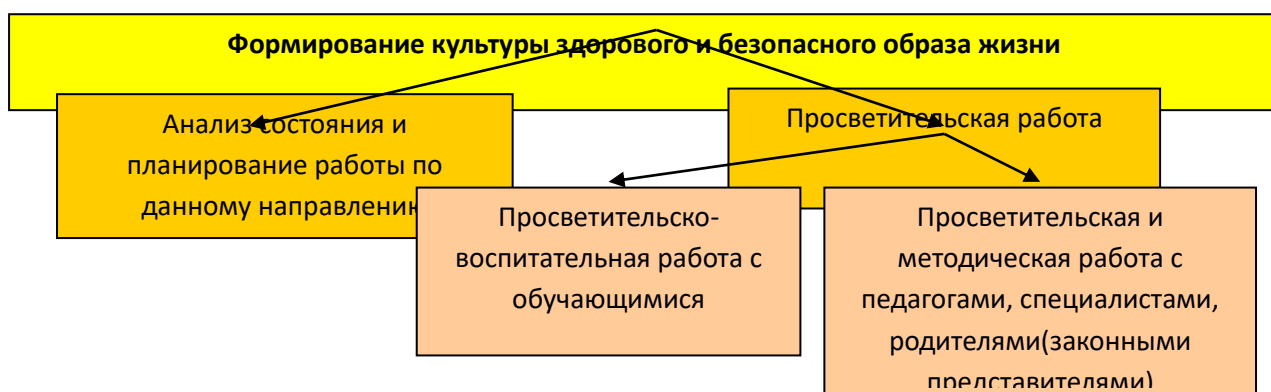 Формирование культуры здорового и безопасного образа жизни
Анализ состояния и
планирование работы по
данному направлению
Просветительская работа
Просветительско-
воспитательная работа с
обучающимися
Просветительская и
методическая работа с
педагогами, специалистами,
родителями(законными
представителями)